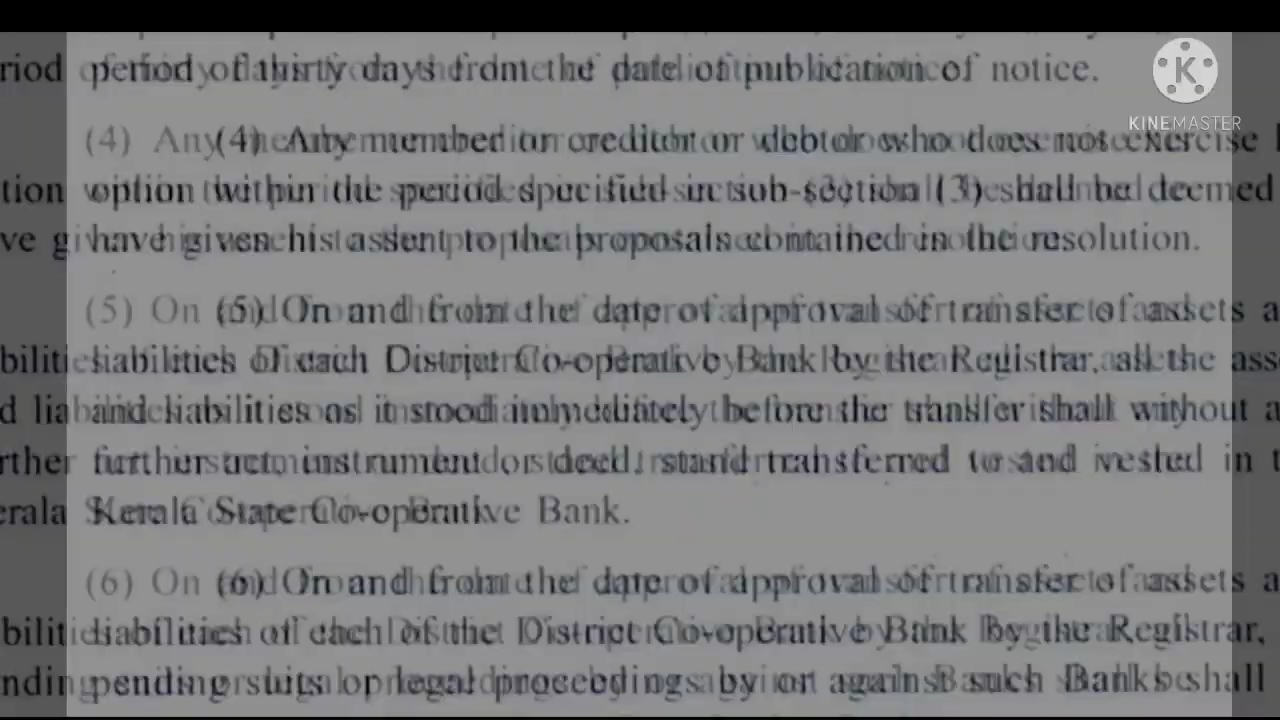 period of thirty days from the date of publication of notice.
K
KINEMASTER
(4) Any member or creditor or debtor who does not exercise
option within the period specified in sub-section (3) shall be deemed
have given his assent to the proposals contained in the resolution.
(5) On and from the date of approval of transfer of assets a
liabilities of each District Co-operative Bank by the Registrar, all the asse
and liabilities as it stood immediately before the transfer shall without a
further act, instrument or deed, stand transferred to and vested in t
Kerala State Co-operative Bank.
(6) On and from the date of approval of transfer of assets a
liabilities of each of the District Co-operative Bank by the Registrar,
pending suits or legal proceedings by or against such Banks shall